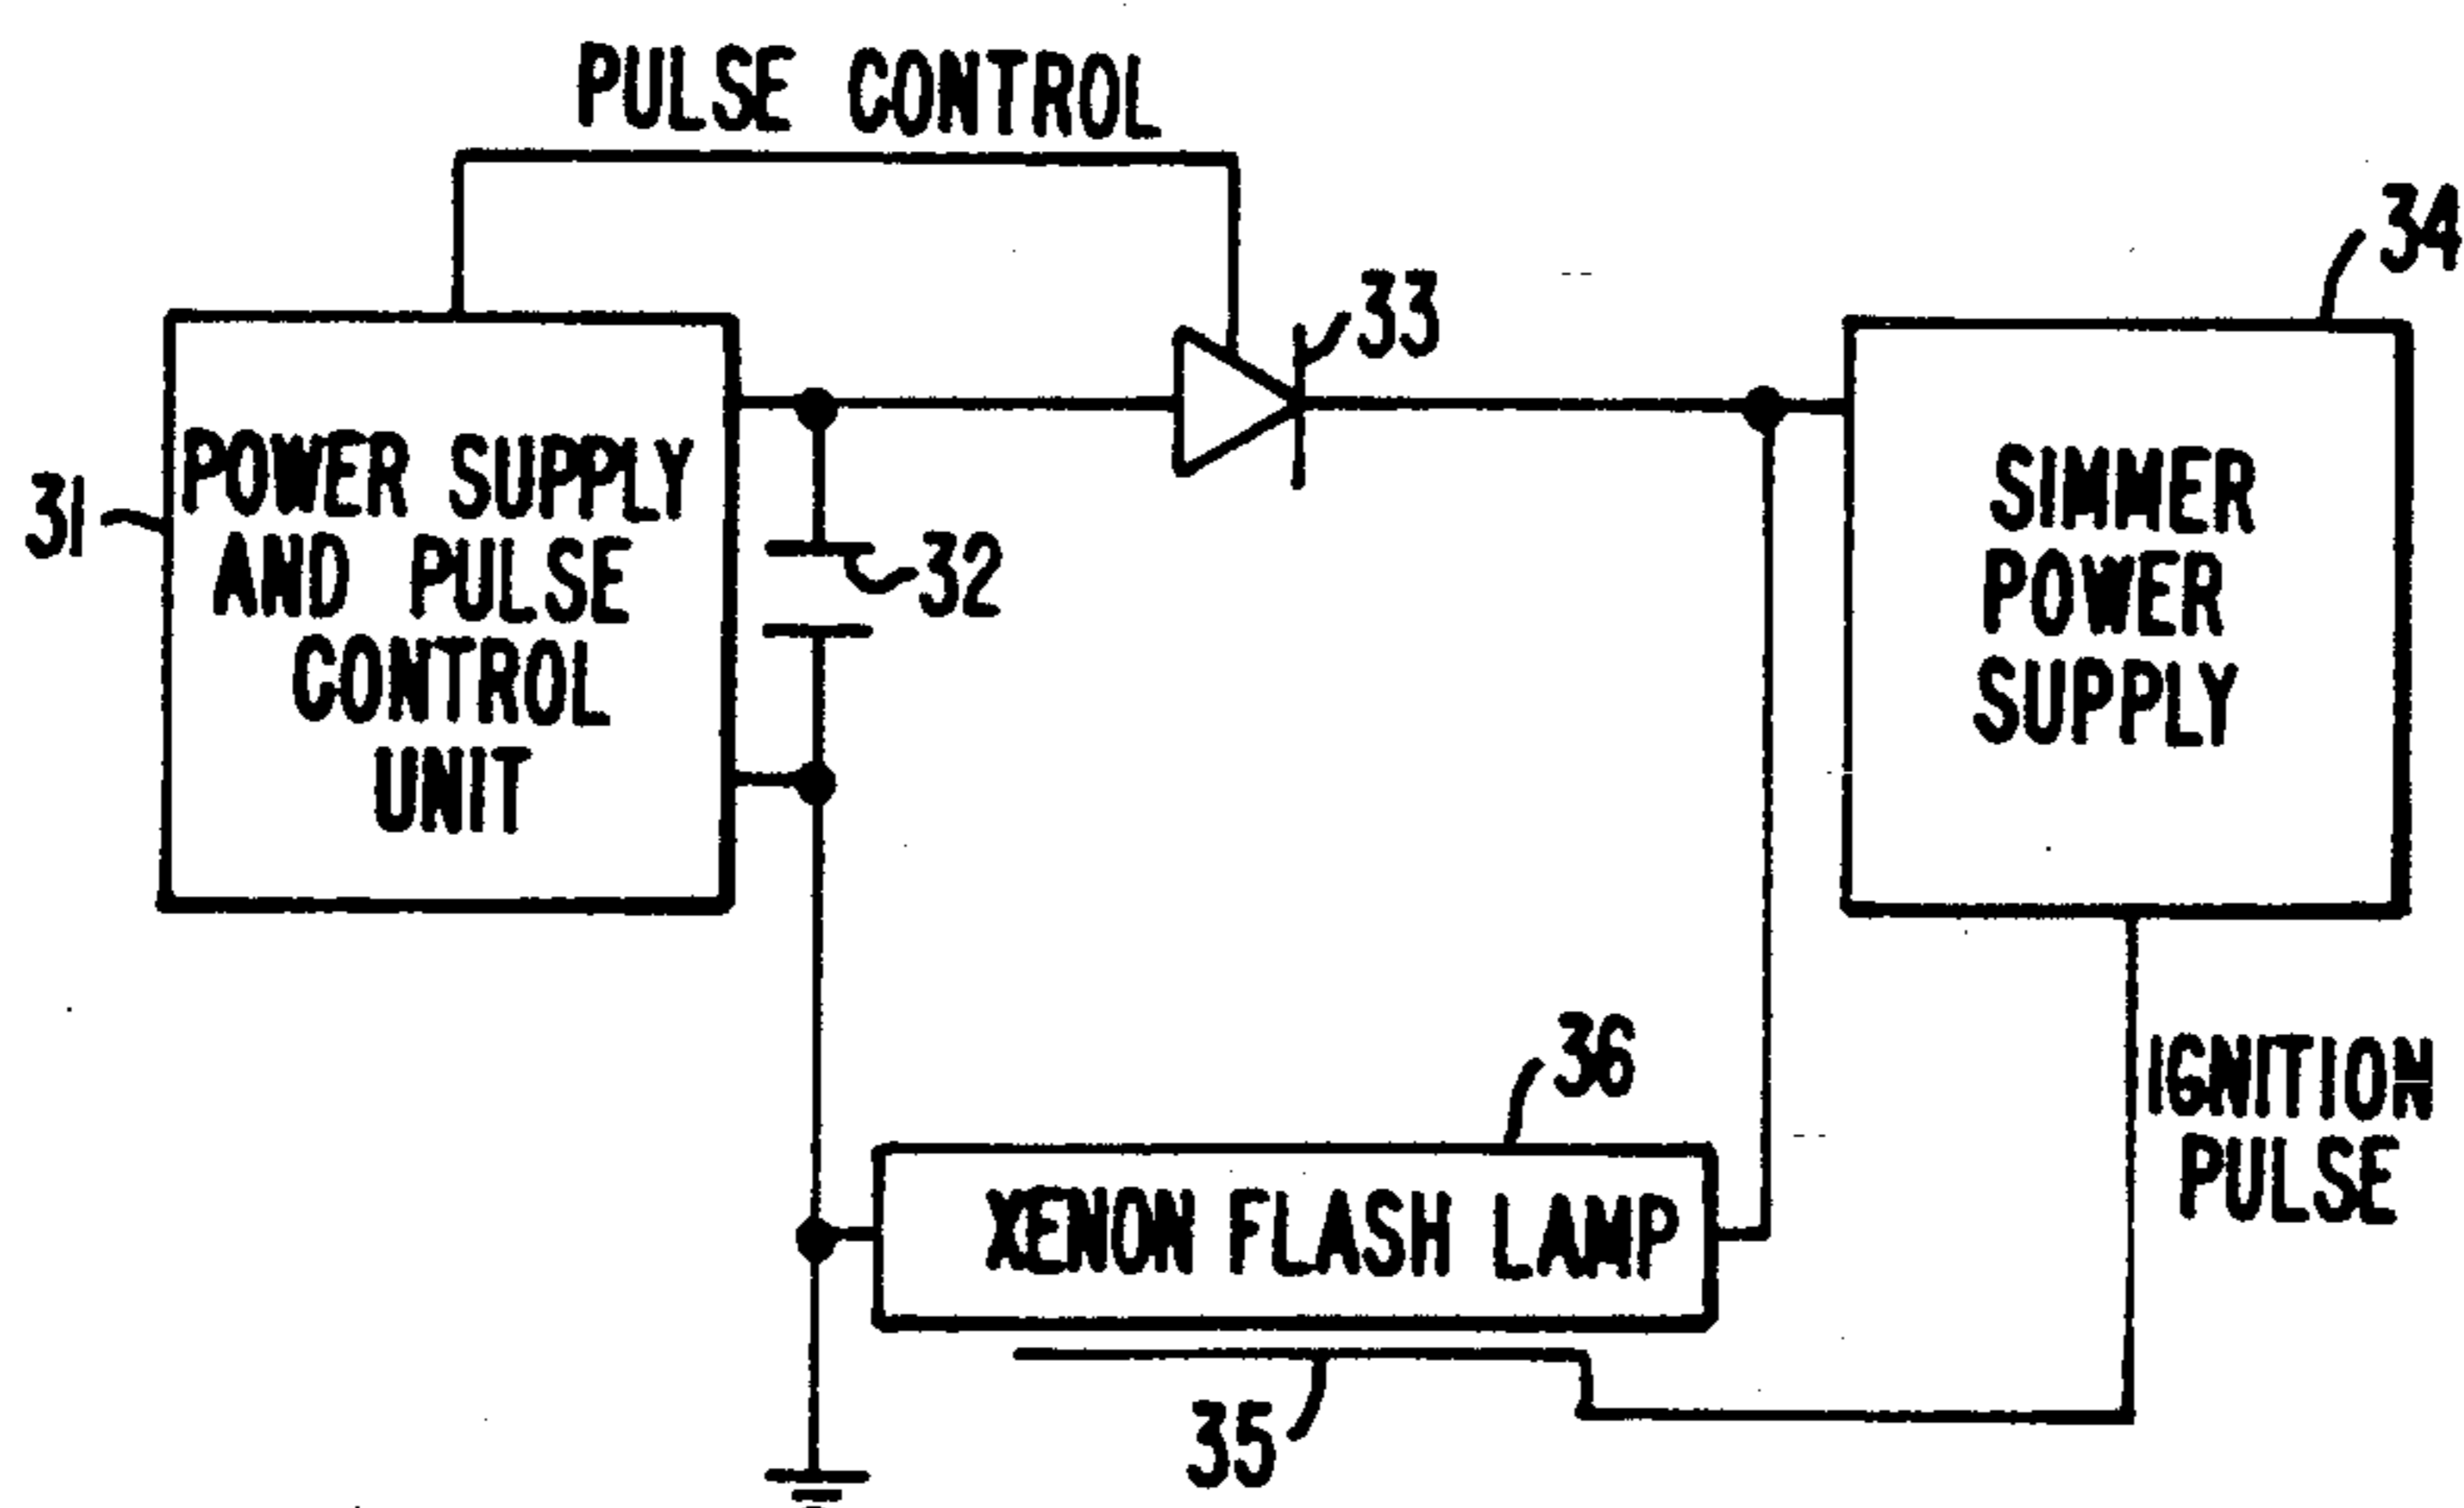 PULSE CONTROL
34
33
31
POWER SUPPLY
AND PULSE
CONTROL
UNIT
32
SIMMER
POWER
SUPPLY
36
XENON FLASH LAMP
IGNITION
PULSE
35